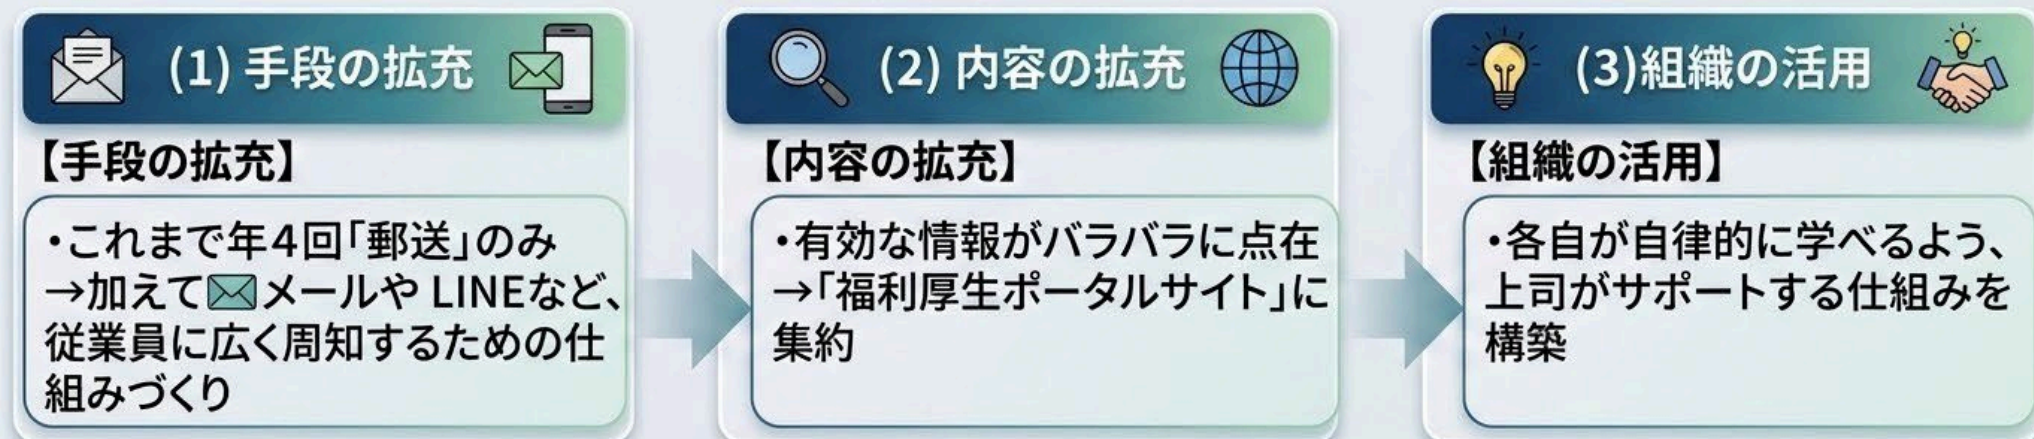 (1) 手段の拡充
【手段の拡充】
・これまで年4回「郵送」のみ
→加えてメールや LINEなど、
従業員に広く周知するための仕
組みづくり
(2) 内容の拡充
【内容の拡充】
・有効な情報がバラバラに点在
→「福利厚生ポータルサイト」に
集約
(3)組織の活用
【組織の活用】
・各自が自律的に学べるよう、
上司がサポートする仕組みを
構築